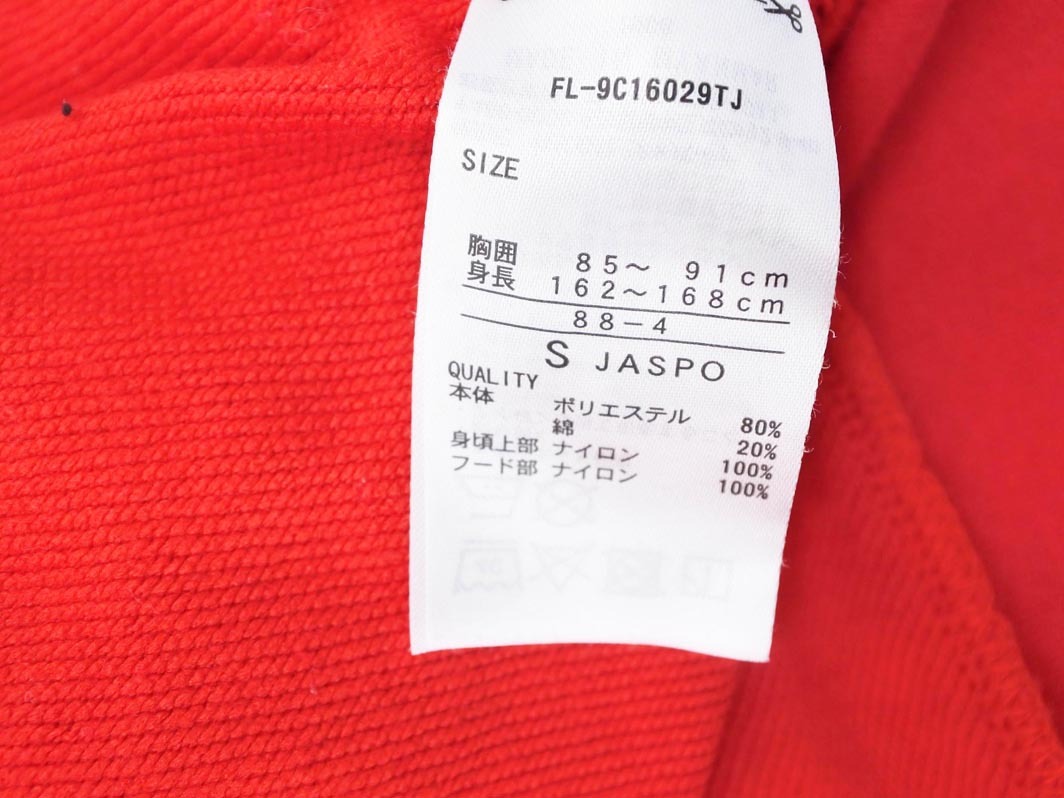 FL-9C16029TJ
SIZE
胸囲 85～ 91cm
身長 162～168cm
88-4
S JASPO
QUALITY
本体 ポリエステル 80%
綿 20%
身頃上部 ナイロン 100%
フード部 ナイロン 100%